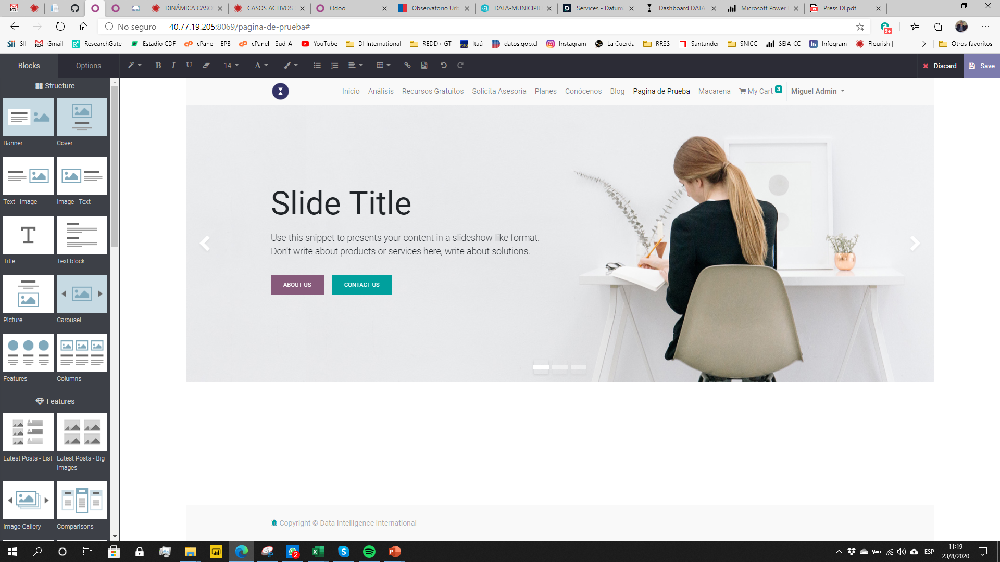 DINÁMICA CASO
CASOS ACTIVOS
Odoo
Observatorio Urb
DATA-MUNICIPIO
Services - Datum
Dashboard DATA
Microsoft Power
Press DI.pdf
No seguro
40.77.19.205:8069/pagina-de-prueba#
9+
SII
Gmail
ResearchGate
Estadio CDF
cPanel - EPB
cPanel - Sud-A
YouTube
DI International
REDD+ GT
Itaú
datos.gob.cl
Instagram
La Cuerda
RRSS
Santander
SNICC
SEIA-CC
Infogram
Flourish |
Otros favoritos
Blocks
Options
B I U
14
A
Discard
Save
Structure
Banner
Cover
Text - Image
Image - Text
Title
Text block
Picture
Carousel
Features
Columns
Features
Latest Posts - List
Latest Posts - Big
Images
Image Gallery
Comparisons
Inicio
Análisis
Recursos Gratuitos
Solicita Asesoría
Planes
Conócenos
Blog
Pagina de Prueba
Macarena
My Cart 3
Miguel Admin
Slide Title
Use this snippet to presents your content in a slideshow-like format.
Don't write about products or services here, write about solutions.
ABOUT US
CONTACT US
Copyright © Data Intelligence International
2
ESP
11:19
23/8/2020